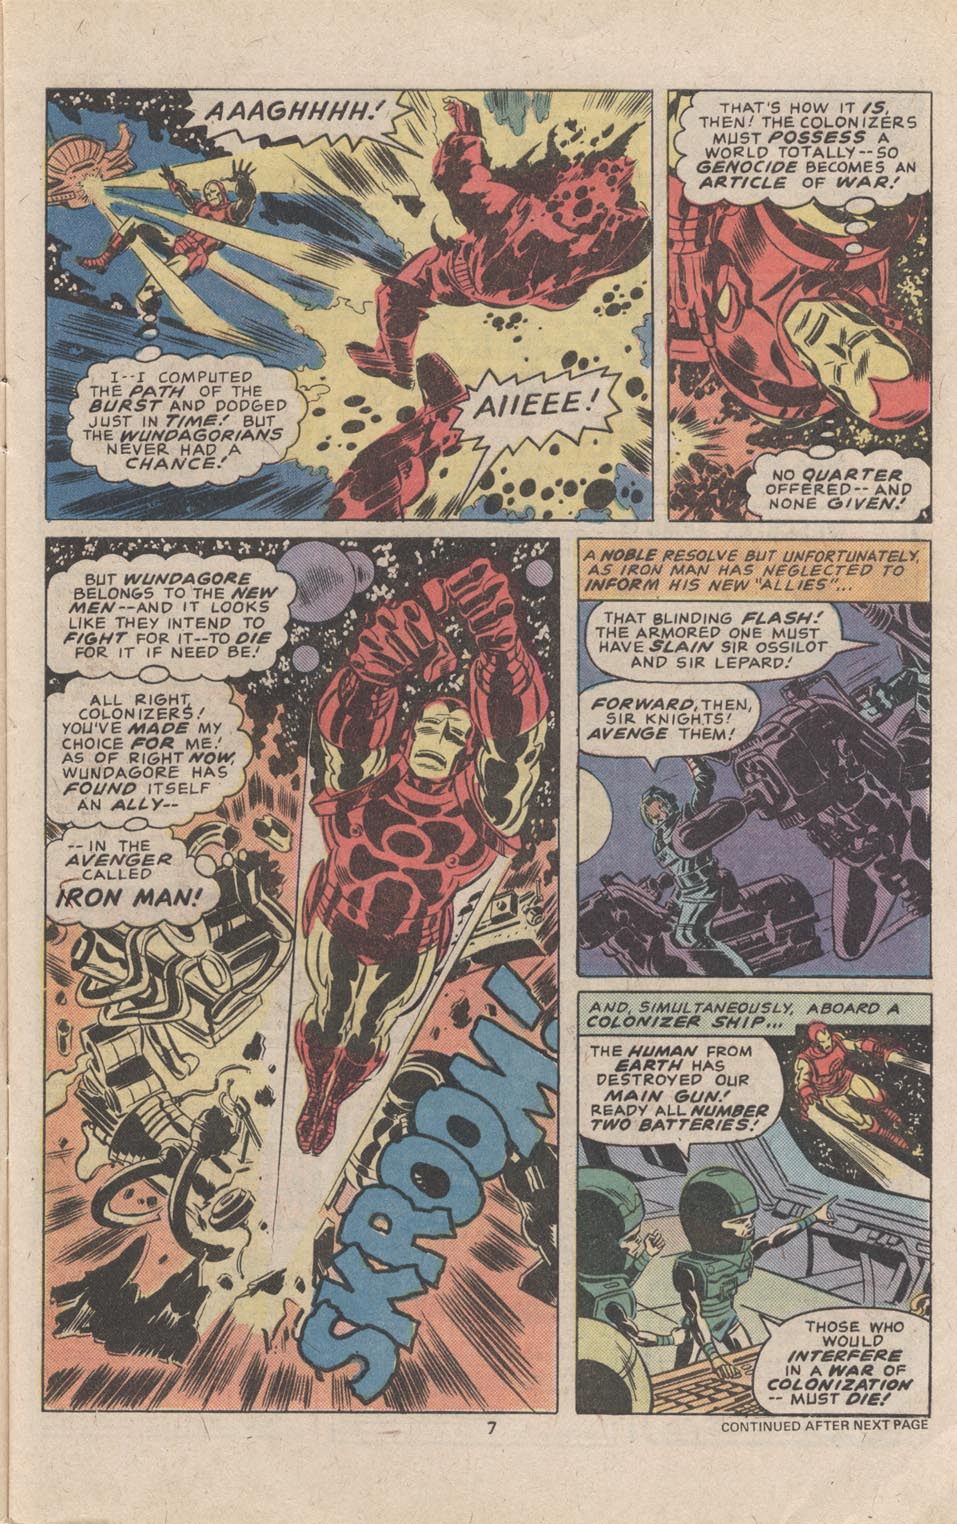 AAAGHHHH!
I--I COMPUTED
THE PATH OF THE
BURST AND DODGED
JUST IN TIME! BUT
THE WUNDAGORIANS
NEVER HAD A
CHANCE!
AIIEEE!
THAT'S HOW IT IS,
THEN! THE COLONIZERS
MUST POSSESS A
WORLD TOTALLY--SO
GENOCIDE BECOMES AN
ARTICLE OF WAR!
NO QUARTER
OFFERED--AND
NONE GIVEN!
BUT WUNDAGORE
BELONGS TO THE NEW
MEN--AND IT LOOKS
LIKE THEY INTEND TO
FIGHT FOR IT--TO DIE
FOR IT IF NEED BE!
ALL RIGHT,
COLONIZERS!
YOU'VE MADE MY
CHOICE FOR ME!
AS OF RIGHT NOW,
WUNDAGORE HAS
FOUND ITSELF
AN ALLY--
--IN THE
AVENGER
CALLED
IRON MAN!
SKROOM!
A NOBLE RESOLVE BUT UNFORTUNATELY,
AS IRON MAN HAS NEGLECTED TO
INFORM HIS NEW "ALLIES"...
THAT BLINDING FLASH!
THE ARMORED ONE MUST
HAVE SLAIN SIR OSSILOT
AND SIR LEPARD!
FORWARD, THEN,
SIR KNIGHTS!
AVENGE THEM!
AND, SIMULTANEOUSLY, ABOARD A
COLONIZER SHIP...
THE HUMAN FROM
EARTH HAS
DESTROYED OUR
MAIN GUN!
READY ALL NUMBER
TWO BATTERIES!
THOSE WHO
WOULD
INTERFERE
IN A WAR OF
COLONIZATION
-- MUST DIE!
7
CONTINUED AFTER NEXT PAGE